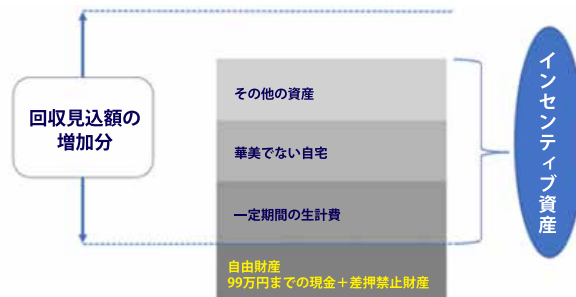 回収見込額の
増加分
その他の資産
華美でない自宅
一定期間の生計費
自由財産
99万円までの現金＋差押禁止財産
インセンティブ資産